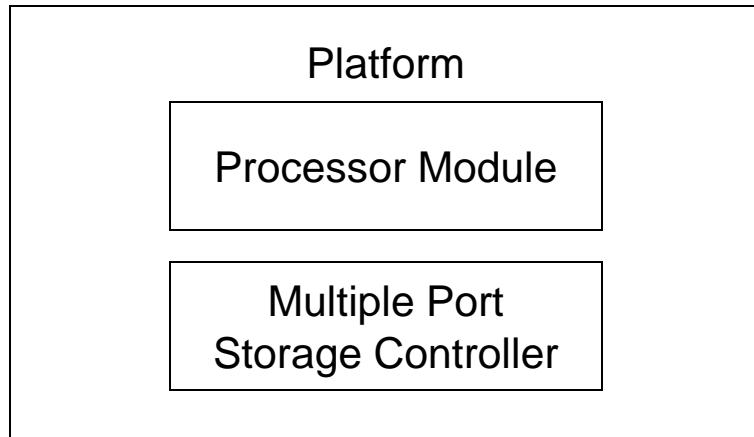 Platform
Processor Module
Multiple Port
Storage Controller